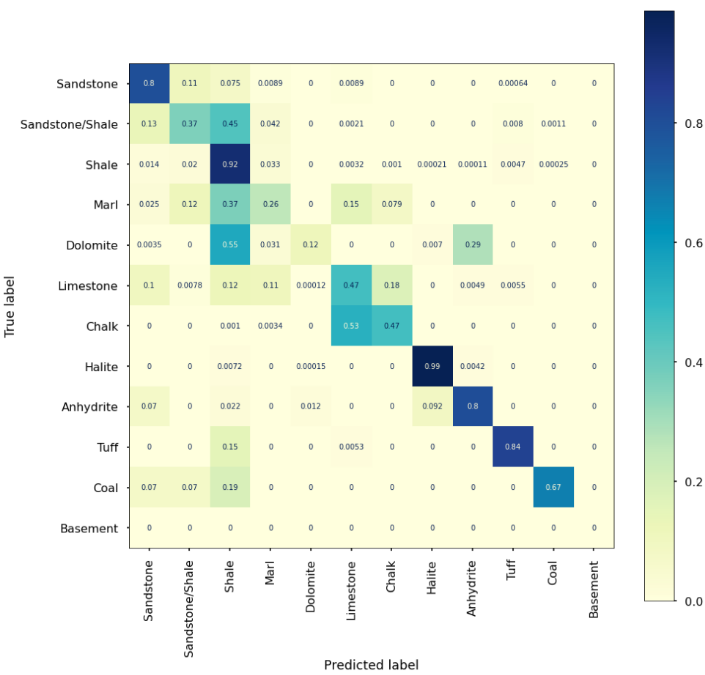 Sandstone 0.8 0.11 0.075 0.0089 0 0.0089 0 0 0 0.00064 0 0
Sandstone/Shale 0.13 0.37 0.45 0.042 0 0.0021 0 0 0 0.008 0.0011 0
Shale 0.014 0.02 0.92 0.033 0 0.0032 0.001 0.00021 0.00011 0.0047 0.00025 0
Marl 0.025 0.12 0.37 0.26 0 0.15 0.079 0 0 0 0 0
Dolomite 0.0035 0 0.55 0.031 0.12 0 0 0.007 0.29 0 0 0
Limestone 0.1 0.0078 0.12 0.11 0.00012 0.47 0.18 0 0.0049 0.0055 0 0
Chalk 0 0 0.001 0.0034 0 0.53 0.47 0 0 0 0 0
Halite 0 0 0.0072 0 0.00015 0 0 0.99 0.0042 0 0 0
Anhydrite 0.07 0 0.022 0 0.012 0 0 0.092 0.8 0 0 0
Tuff 0 0 0.15 0 0 0.0053 0 0 0 0.84 0 0
Coal 0.07 0.07 0.19 0 0 0 0 0 0 0 0.67 0
Basement 0 0 0 0 0 0 0 0 0 0 0 0
True label
Sandstone
Sandstone/Shale
Shale
Marl
Dolomite
Limestone
Chalk
Halite
Anhydrite
Tuff
Coal
Basement
Predicted label
0.8
0.6
0.4
0.2
0.0